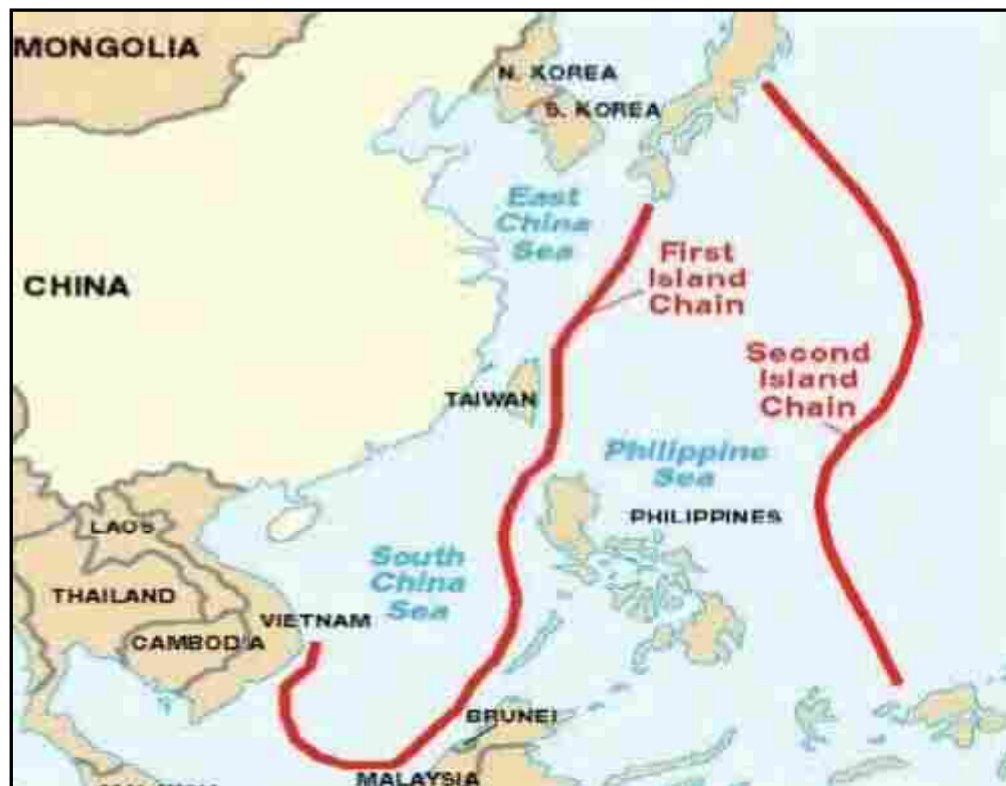 MONGOLIA
N. KOREA
S. KOREA
East
China
Sea
First
Island
Chain
CHINA
Second
Island
Chain
TAIWAN
Philippine
Sea
PHILIPPINES
LAOS
South
China
Sea
THAILAND
VIETNAM
CAMBODIA
BRUNEI
MALAYSIA